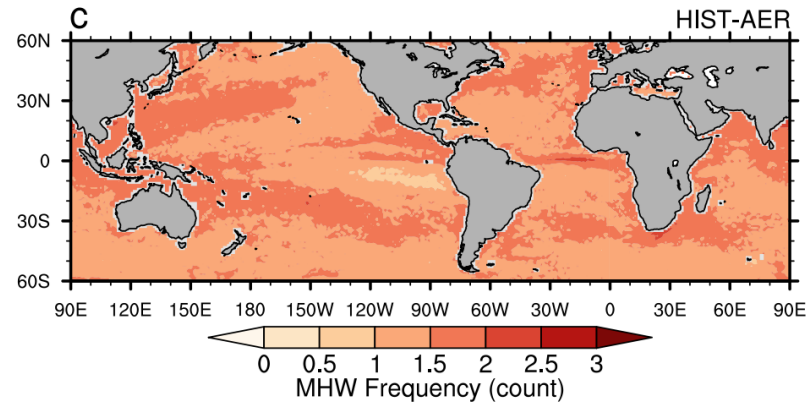 C HIST-AER
60N
30N
0
30S
60S
90E 120E 150E 180 150W 120W 90W 60W 30W 0 30E 60E 90E
0 0.5 1 1.5 2 2.5 3
MHW Frequency (count)